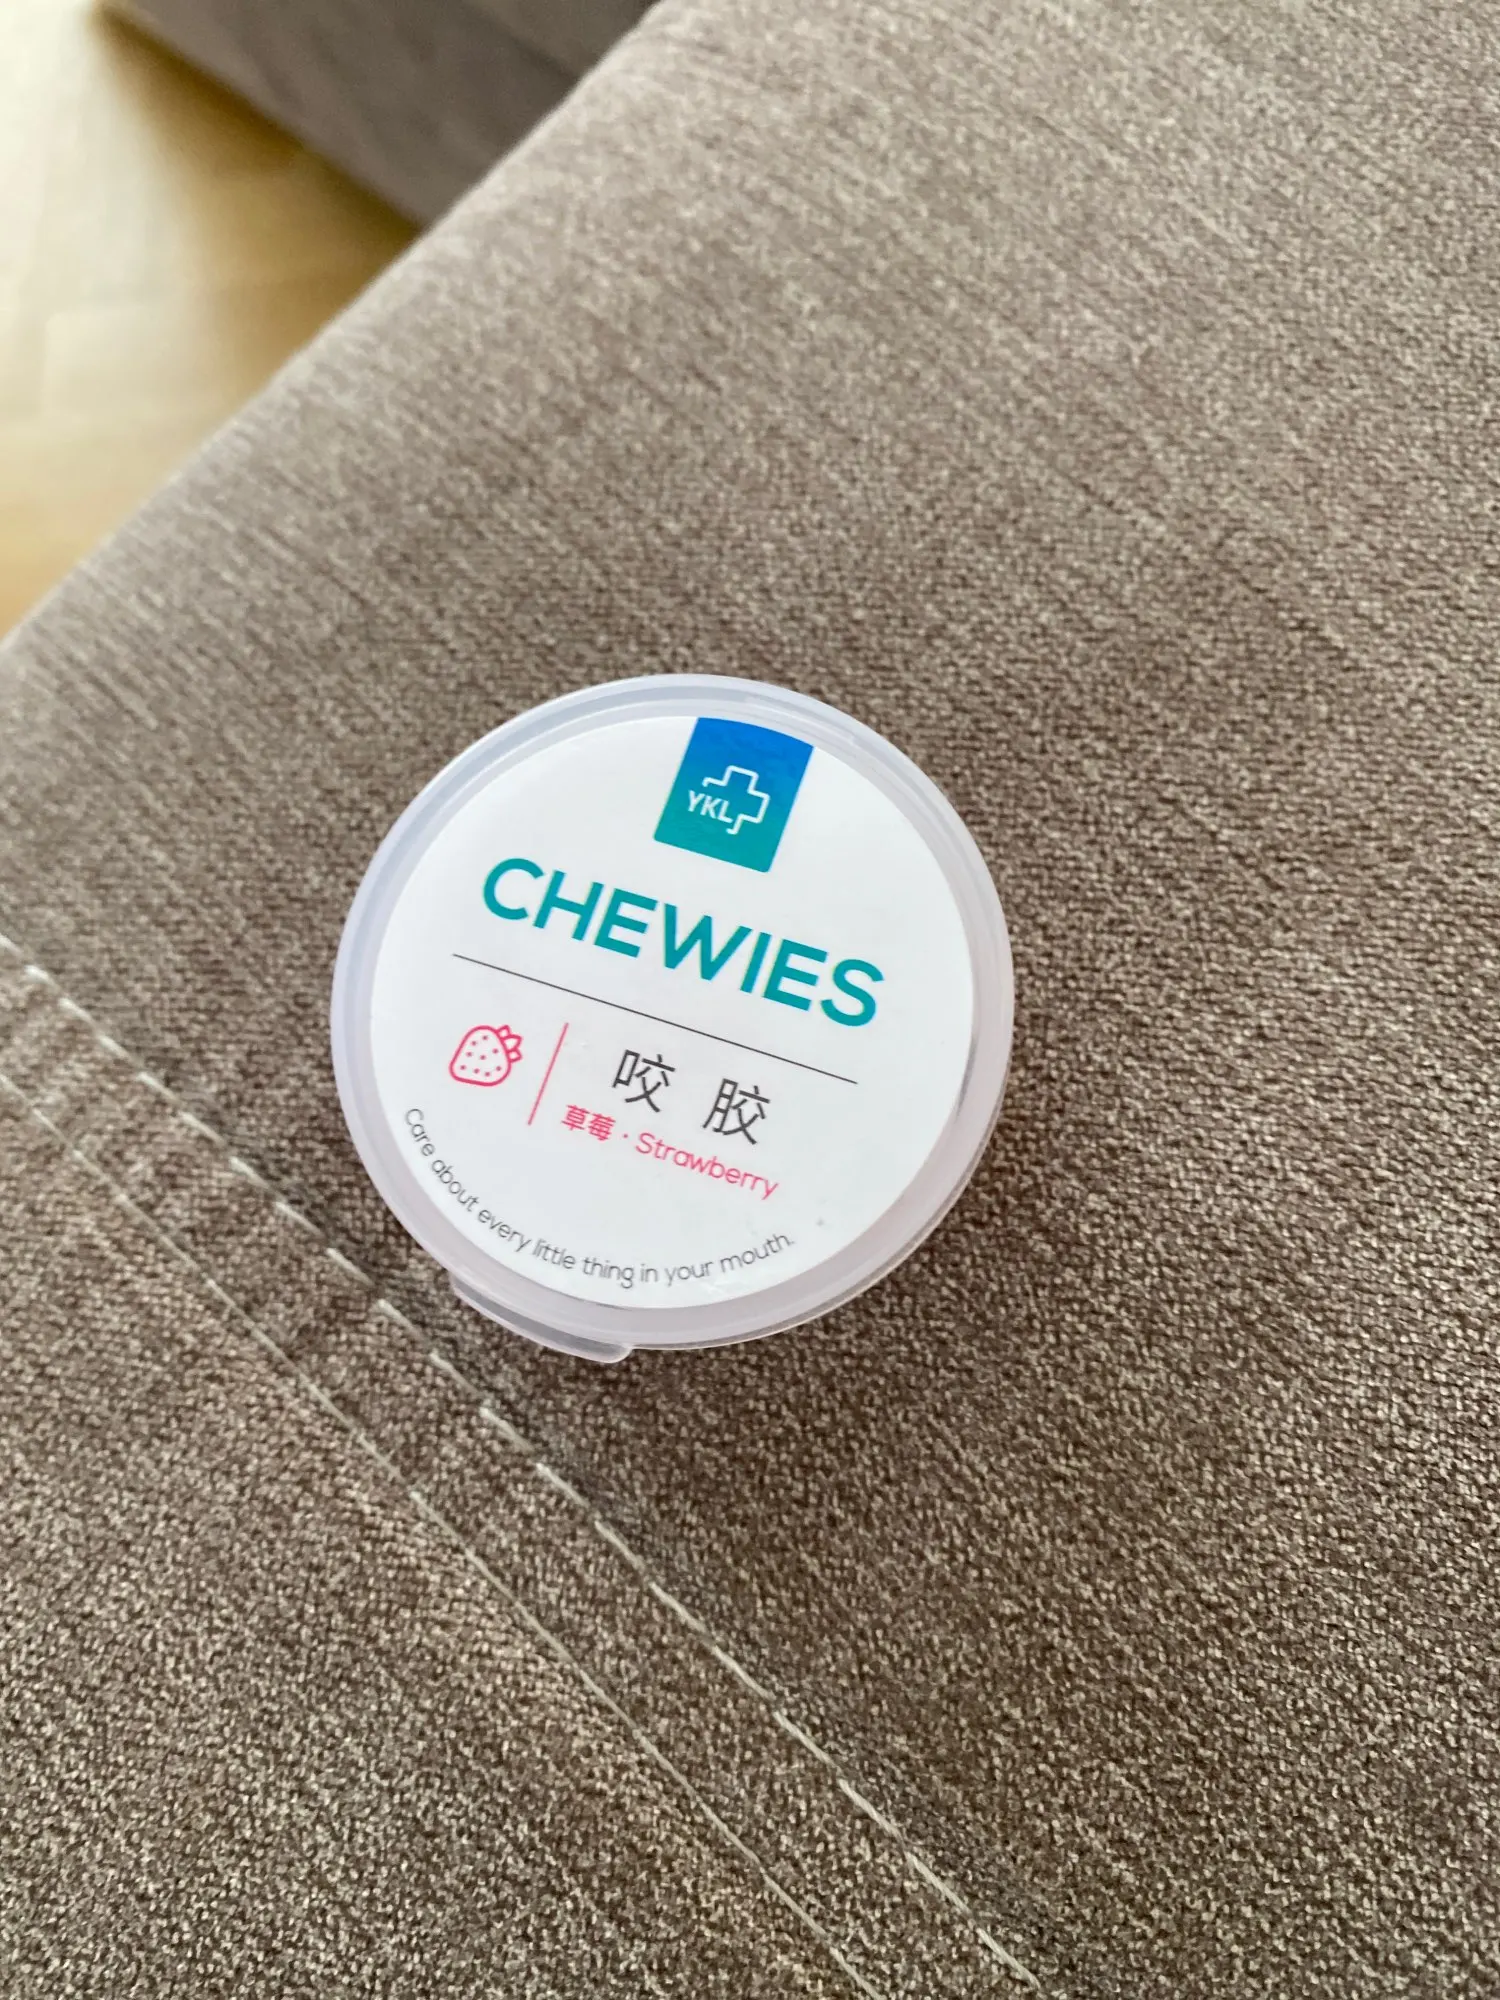 YKL
CHEWIES
咬胶
草莓·Strawberry
Care about every little thing in your mouth.